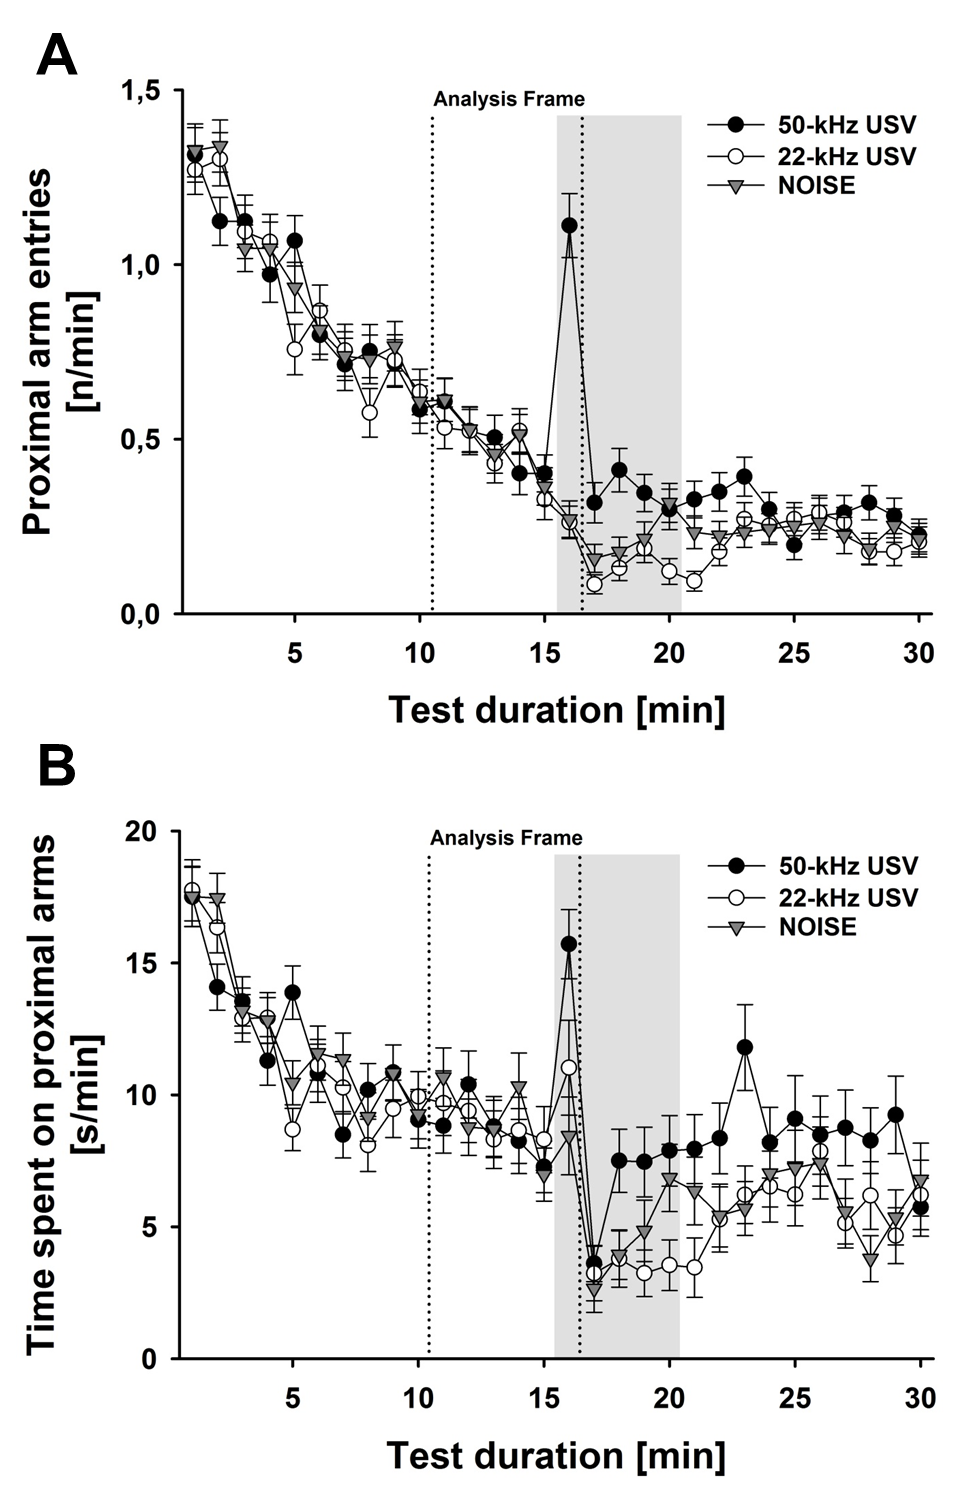 A
1,5
Analysis Frame
50-kHz USV
22-kHz USV
NOISE
Proximal arm entries
[n/min]
1,0
0,5
0,0
5 10 15 20 25 30
Test duration [min]
B
20
Analysis Frame
50-kHz USV
22-kHz USV
NOISE
Time spent on proximal arms
[s/min]
15
10
5
0
5 10 15 20 25 30
Test duration [min]